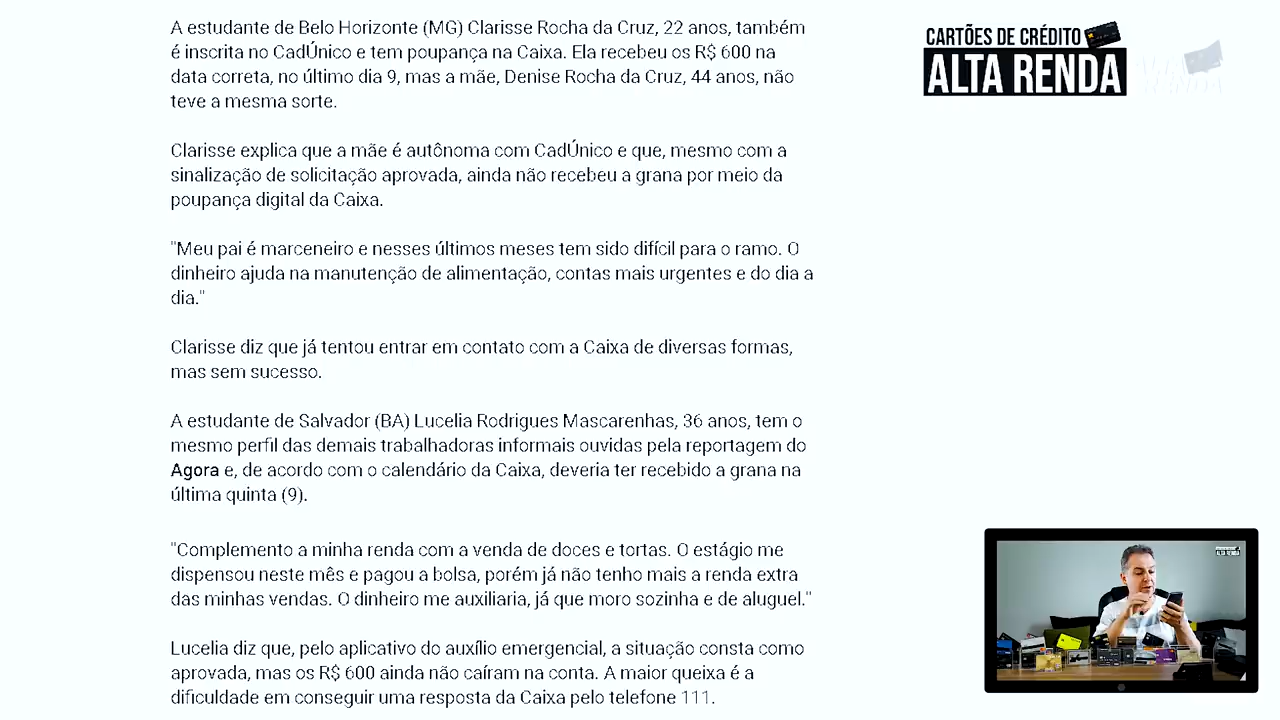 A estudante de Belo Horizonte (MG) Clarisse Rocha da Cruz, 22 anos, também
é inscrita no CadÚnico e tem poupança na Caixa. Ela recebeu os R$ 600 na
data correta, no último dia 9, mas a mãe, Denise Rocha da Cruz, 44 anos, não
teve a mesma sorte.
Clarisse explica que a mãe é autônoma com CadÚnico e que, mesmo com a
sinalização de solicitação aprovada, ainda não recebeu a grana por meio da
poupança digital da Caixa.
"Meu pai é marceneiro e nesses últimos meses tem sido difícil para o ramo. O
dinheiro ajuda na manutenção de alimentação, contas mais urgentes e do dia a
dia."
Clarisse diz que já tentou entrar em contato com a Caixa de diversas formas,
mas sem sucesso.
A estudante de Salvador (BA) Lucelia Rodrigues Mascarenhas, 36 anos, tem o
mesmo perfil das demais trabalhadoras informais ouvidas pela reportagem do
Agora e, de acordo com o calendário da Caixa, deveria ter recebido a grana na
última quinta (9).
"Complemento a minha renda com a venda de doces e tortas. O estágio me
dispensou neste mês e pagou a bolsa, porém já não tenho mais a renda extra
das minhas vendas. O dinheiro me auxiliaria, já que moro sozinha e de aluguel."
Lucelia diz que, pelo aplicativo do auxílio emergencial, a situação consta como
aprovada, mas os R$ 600 ainda não caíram na conta. A maior queixa é a
dificuldade em conseguir uma resposta da Caixa pelo telefone 111.
CARTÕES DE CRÉDITO
ALTA RENDA
ALTA RENDA